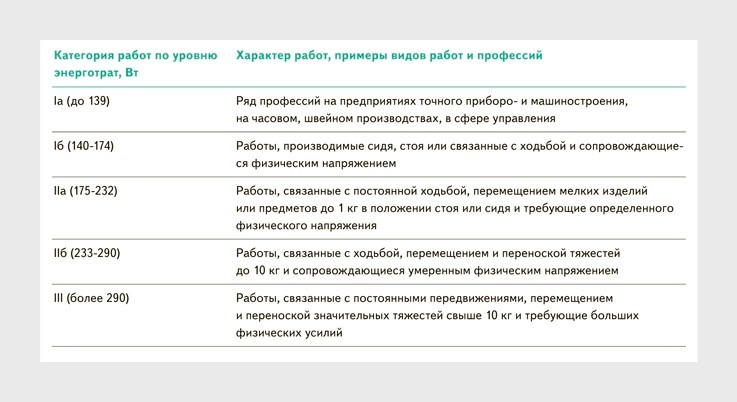 Категория работ по уровню
энерготрат, Вт
Характер работ, примеры видов работ и профессий
Iа (до 139)
Ряд профессий на предприятиях точного приборо- и машиностроения,
на часовом, швейном производствах, в сфере управления
Iб (140-174)
Работы, производимые сидя, стоя или связанные с ходьбой и сопровождающие-
ся физическим напряжением
IIа (175-232)
Работы, связанные с постоянной ходьбой, перемещением мелких изделий
или предметов до 1 кг в положении стоя или сидя и требующие определенного
физического напряжения
IIб (233-290)
Работы, связанные с ходьбой, перемещением и переноской тяжестей
до 10 кг и сопровождающиеся умеренным физическим напряжением
III (более 290)
Работы, связанные с постоянными передвижениями, перемещением
и переноской значительных тяжестей свыше 10 кг и требующие больших
физических усилий